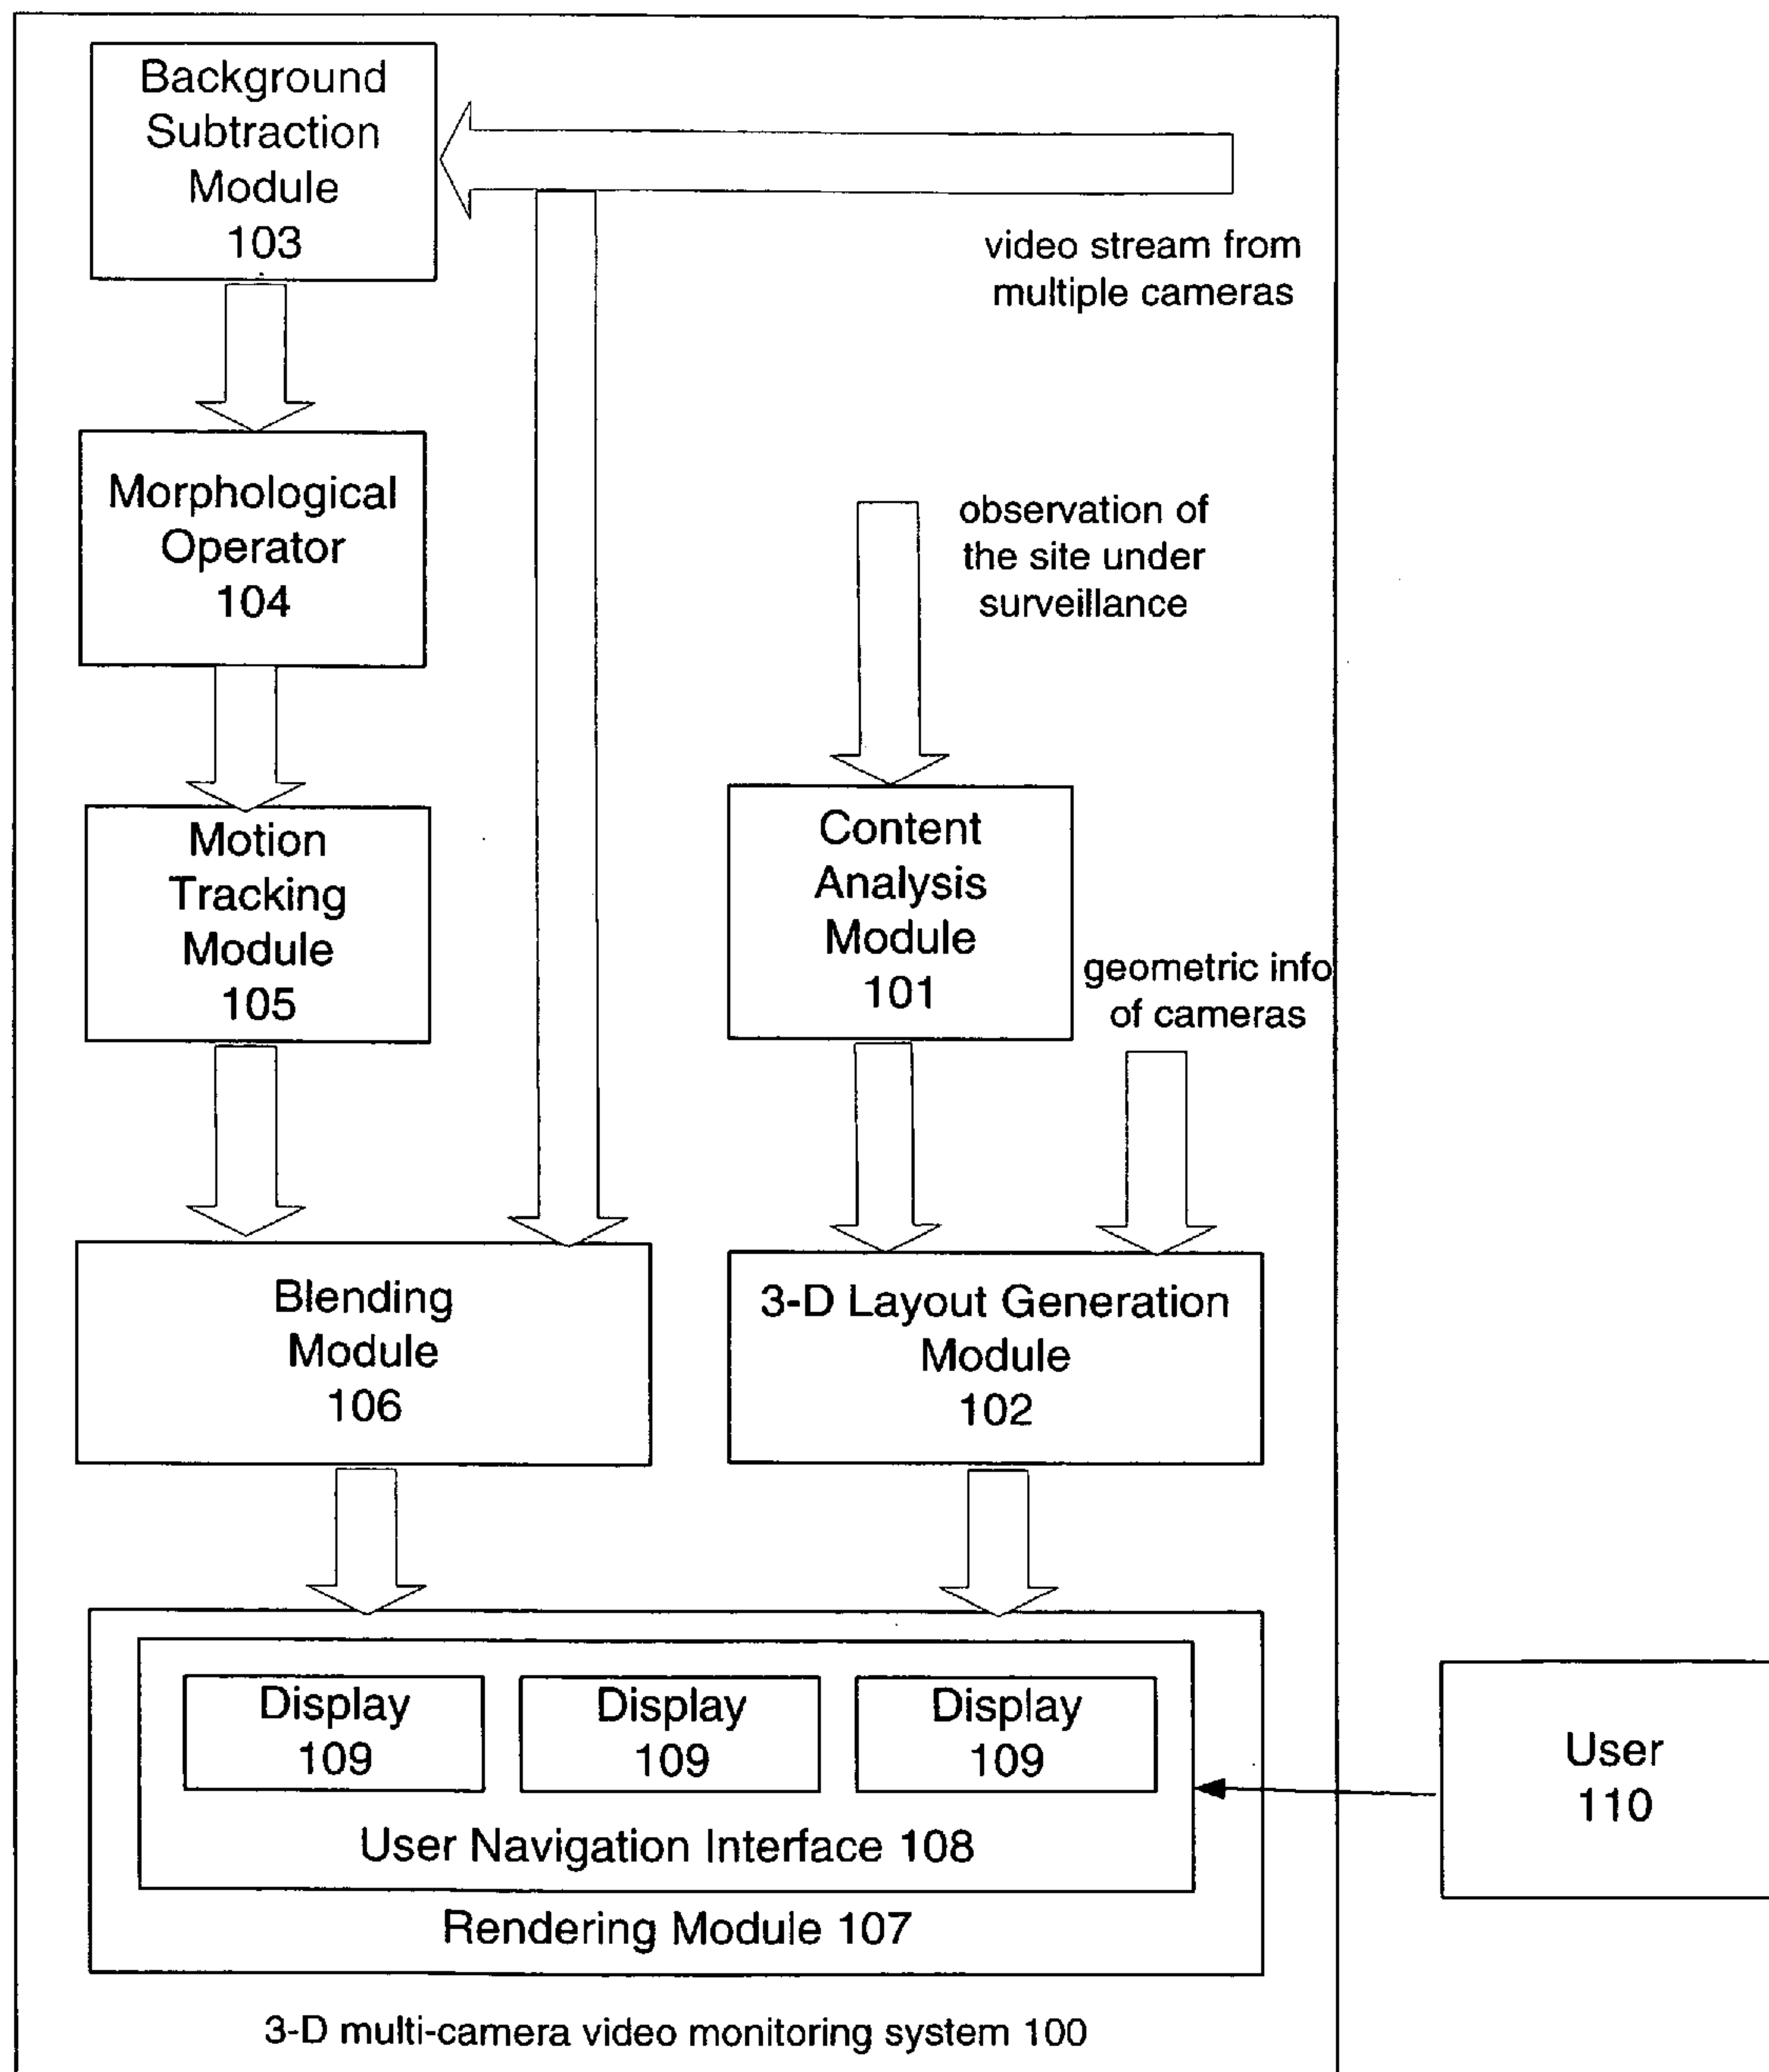 Background
Subtraction
Module
103
video stream from
multiple cameras
Morphological
Operator
104
observation of
the site under
surveillance
Motion
Tracking
Module
105
Content
Analysis
Module
101
geometric info
of cameras
Blending
Module
106
3-D Layout Generation
Module
102
Display
109
Display
109
Display
109
User Navigation Interface 108
Rendering Module 107
User
110
3-D multi-camera video monitoring system 100